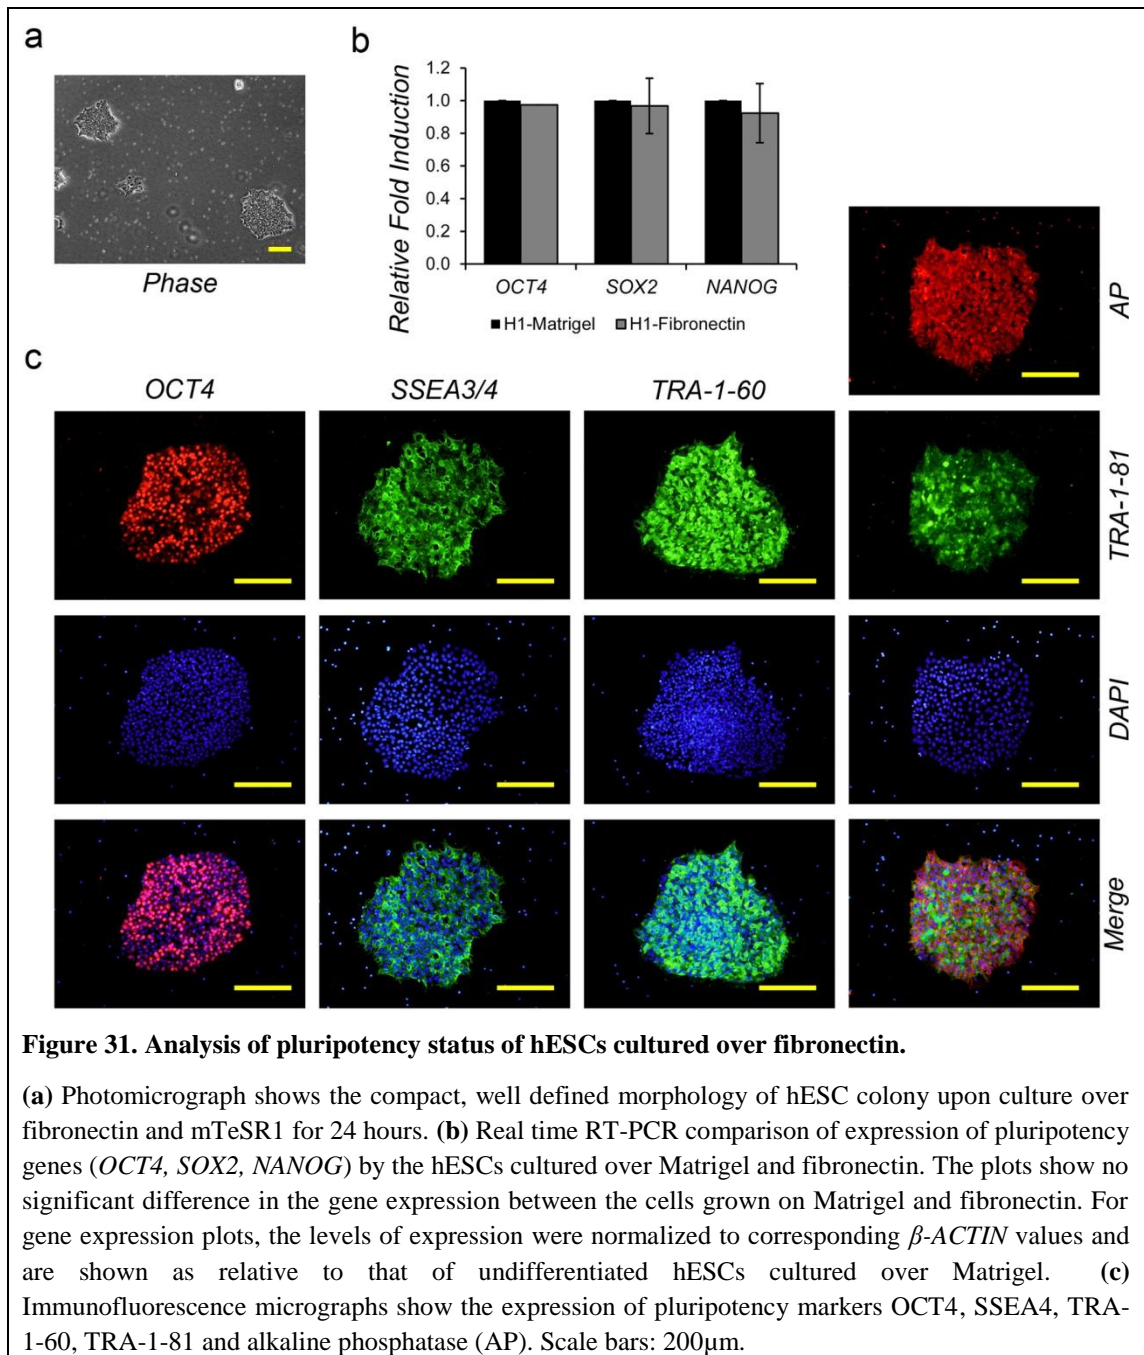 a
b
Phase
Relative Fold Induction
1.2
1.0
0.8
0.6
0.4
0.2
0.0
OCT4 SOX2 NANOG
H1-Matrigel H1-Fibronectin
c
OCT4 SSEA3/4 TRA-1-60
AP
TRA-1-81
DAPI
Merge
Figure 31. Analysis of pluripotency status of hESCs cultured over fibronectin.
(a) Photomicrograph shows the compact, well defined morphology of hESC colony upon culture over
fibronectin and mTeSR1 for 24 hours. (b) Real time RT-PCR comparison of expression of pluripotency
genes (OCT4, SOX2, NANOG) by the hESCs cultured over Matrigel and fibronectin. The plots show no
significant difference in the gene expression between the cells grown on Matrigel and fibronectin. For
gene expression plots, the levels of expression were normalized to corresponding β-ACTIN values and
are shown as relative to that of undifferentiated hESCs cultured over Matrigel. (c)
Immunofluorescence micrographs show the expression of pluripotency markers OCT4, SSEA4, TRA-
1-60, TRA-1-81 and alkaline phosphatase (AP). Scale bars: 200µm.